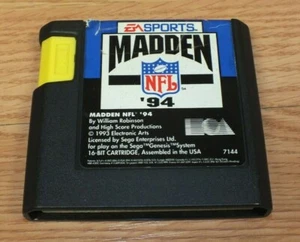 EA SPORTS
MADDEN
NFL
'94
MADDEN NFL '94
By William Robinson
and High Score Productions
© 1993 Electronic Arts
Licensed by Sega Enterprises Ltd.
for play on the Sega™ Genesis™ System
16-BIT CARTRIDGE, Assembled in the USA
7144